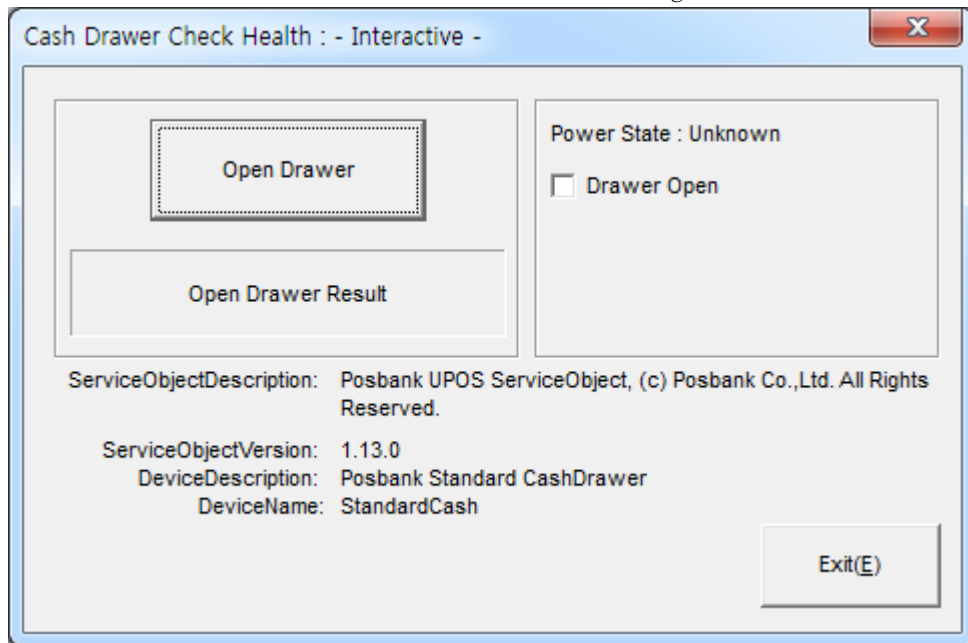 Cash Drawer Check Health : - Interactive -
Open Drawer
Open Drawer Result
Power State : Unknown
Drawer Open
ServiceObjectDescription: Posbank UPOS ServiceObject, (c) Posbank Co.,Ltd. All Rights
Reserved.
ServiceObjectVersion: 1.13.0
DeviceDescription: Posbank Standard CashDrawer
DeviceName: StandardCash
Exit(E)